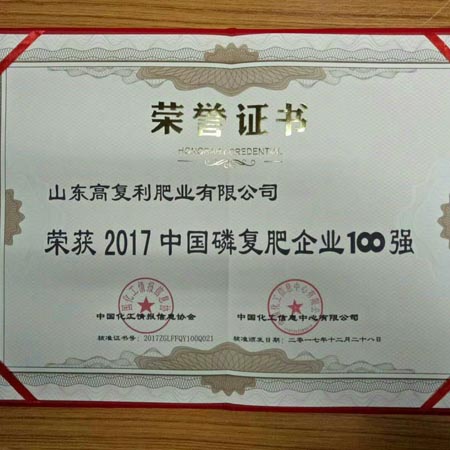 荣誉证书
HONORARY CREDENTIAL
山东高复利肥业有限公司
荣获 2017 中国磷复肥企业100强
中国化工情报信息协会
中国化工信息中心有限公司
核准证书号：2017ZGLFFQY100Q021
核准颁发日期：二〇一七年十二月二十八日